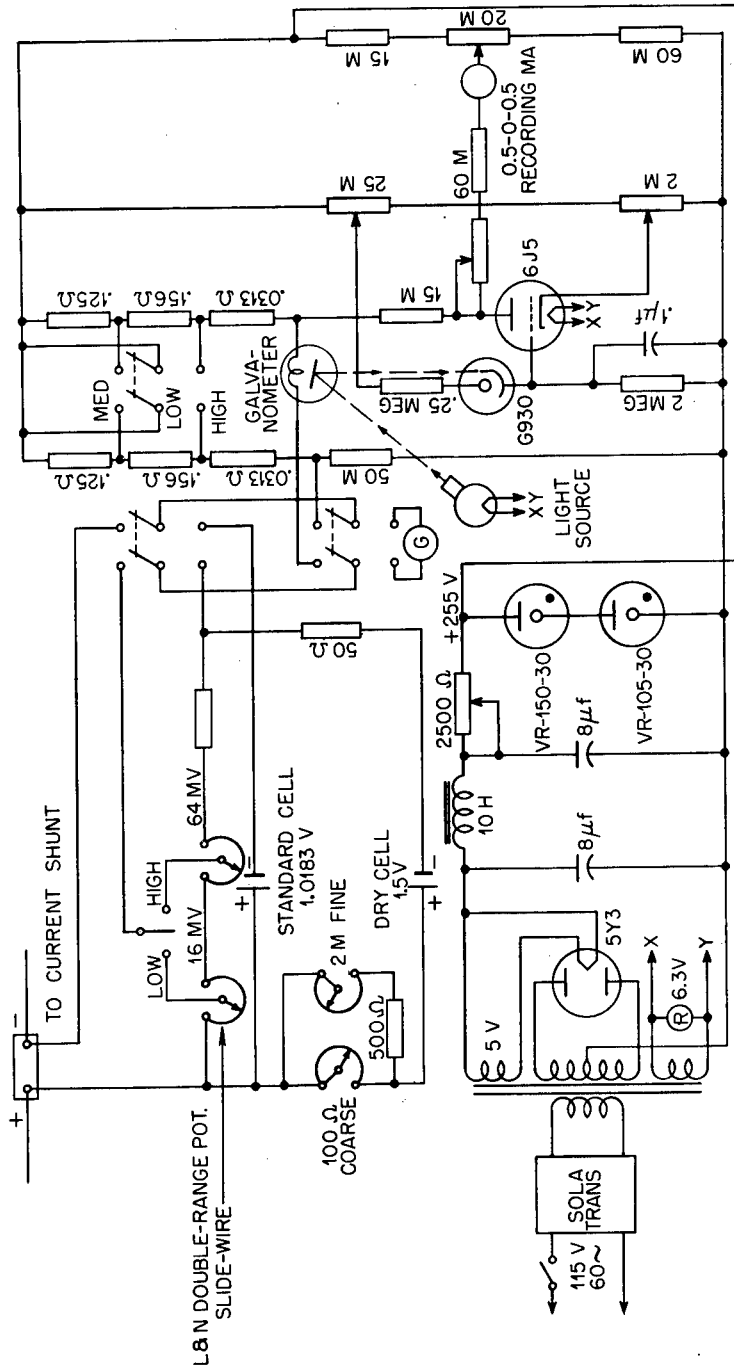 +
−
TO CURRENT SHUNT
L&N DOUBLE-RANGE POT.
SLIDE-WIRE
LOW
HIGH
16 MV
64 MV
+
−
STANDARD CELL
1.0183 V
100 Ω
COARSE
2 M FINE
500 Ω
DRY CELL
1.5 V
+
−
50 Ω
.125 Ω
.156 Ω
.0313 Ω
MED
LOW
HIGH
.125 Ω
.156 Ω
.0313 Ω
GALVA-
NOMETER
G
50 M
15 M
25 M
.25 MEG
G930
2 MEG
.1 μf
6J5
X
Y
2 M
60 M
0.5-0-0.5
RECORDING MA
15 M
20 M
60 M
XY
LIGHT
SOURCE
115 V
60~
SOLA
TRANS
5 V
5Y3
R
6.3 V
X
Y
8 μf
10 H
8 μf
2500 Ω
+255 V
VR-150-30
VR-105-30